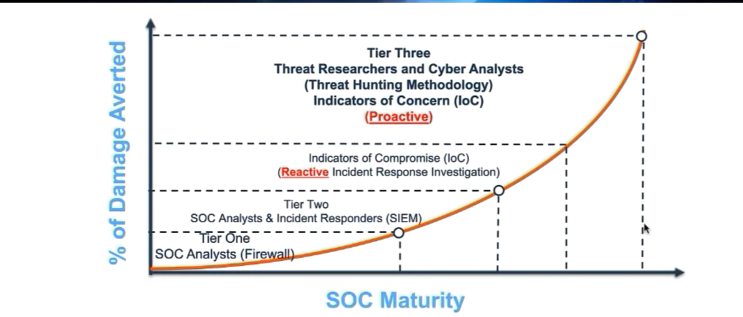 % of Damage Averted
Tier Three
Threat Researchers and Cyber Analysts
(Threat Hunting Methodology)
Indicators of Concern (IoC)
(Proactive)
Indicators of Compromise (IoC)
(Reactive Incident Response Investigation)
Tier Two
SOC Analysts & Incident Responders (SIEM)
Tier One
SOC Analysts (Firewall)
SOC Maturity